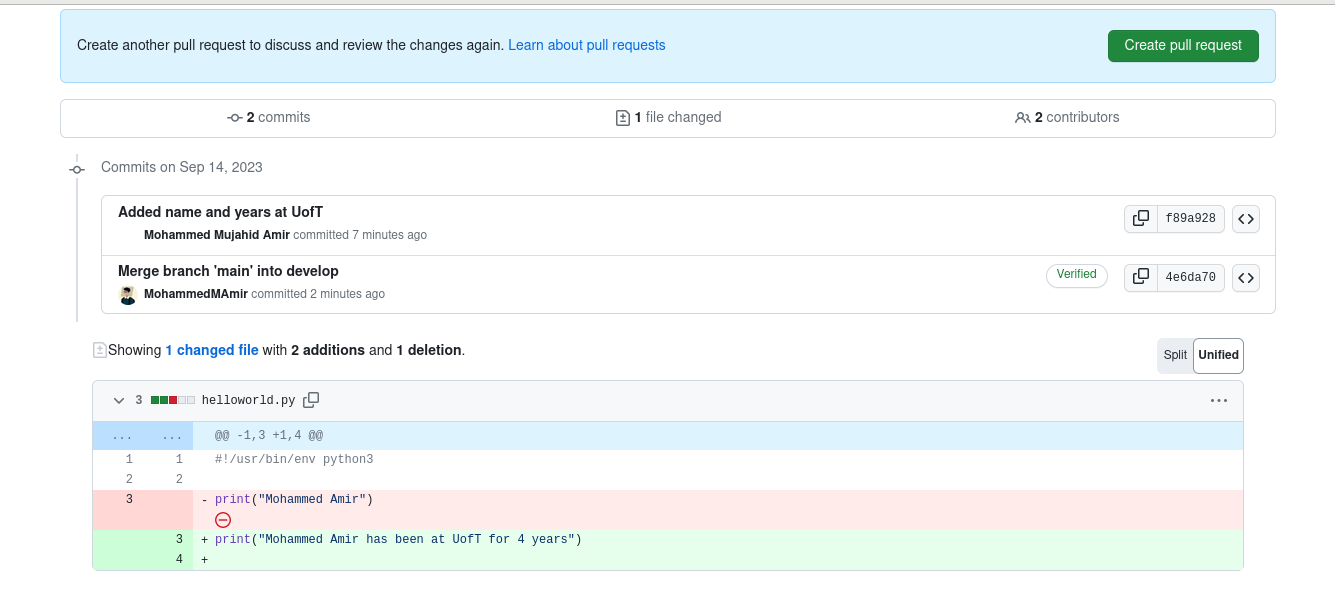 Create another pull request to discuss and review the changes again. Learn about pull requests
Create pull request
2 commits
1 file changed
2 contributors
Commits on Sep 14, 2023
Added name and years at UofT
Mohammed Mujahid Amir committed 7 minutes ago
f89a928
Merge branch 'main' into develop
MohammedMAmir committed 2 minutes ago
Verified
4e6da70
Showing 1 changed file with 2 additions and 1 deletion.
Split Unified
3 helloworld.py
... ... @@ -1,3 +1,4 @@
1 1 #!/usr/bin/env python3
2 2
3 - print("Mohammed Amir")
3 + print("Mohammed Amir has been at UofT for 4 years")
4 +